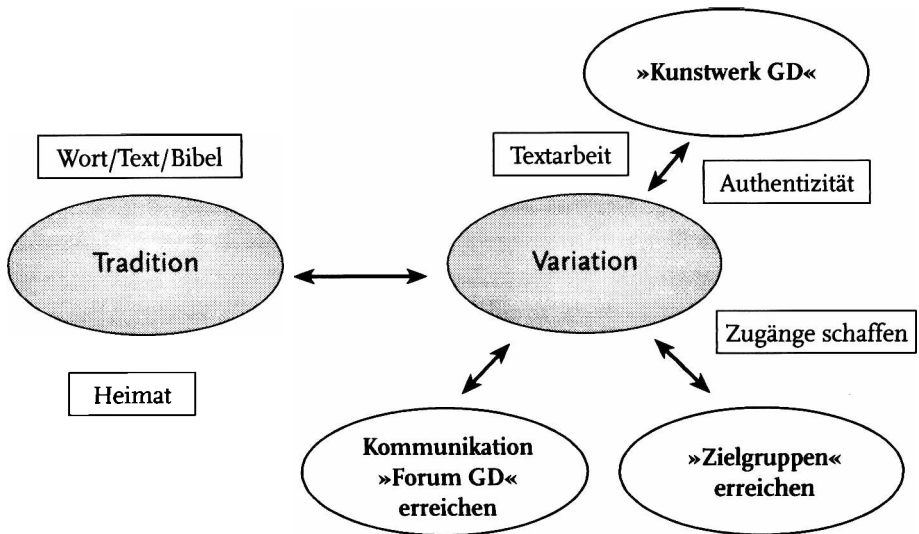 »Kunstwerk GD«
Wort/Text/Bibel
Textarbeit
Authentizität
Tradition
Variation
Zugänge schaffen
Heimat
Kommunikation
»Forum GD«
erreichen
»Zielgruppen«
erreichen